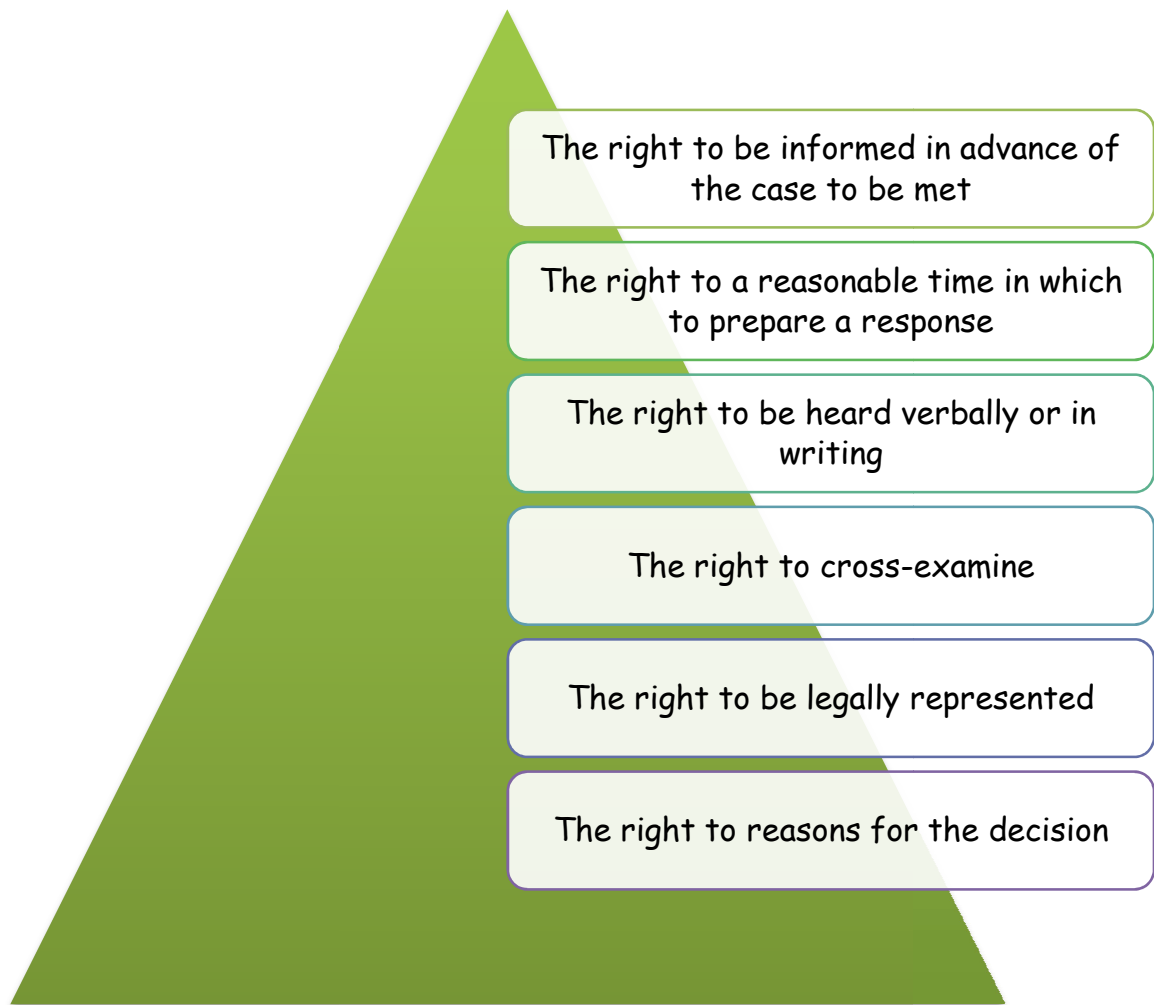 The right to be informed in advance of
the case to be met
The right to a reasonable time in which
to prepare a response
The right to be heard verbally or in
writing
The right to cross-examine
The right to be legally represented
The right to reasons for the decision